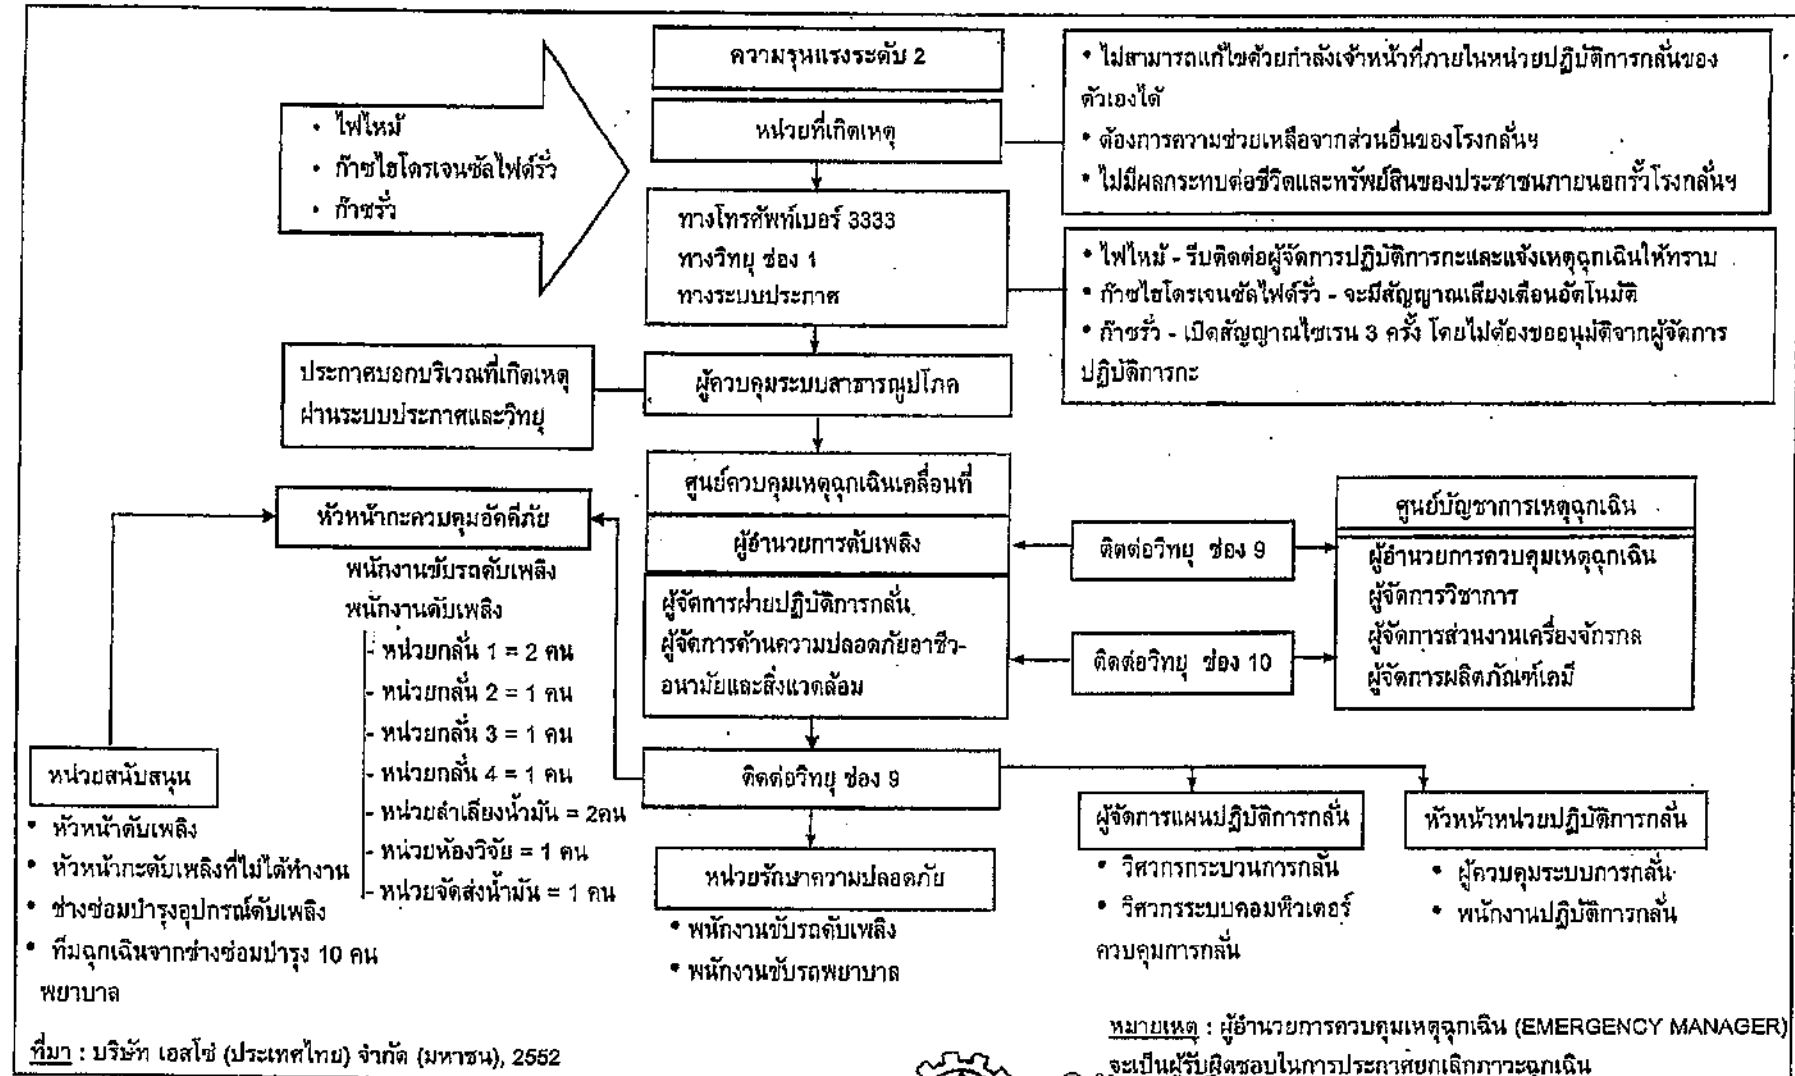 ความรุนแรงระดับ 2
หน่วยที่เกิดเหตุ
• ไฟไหม้
• ก๊าซไฮโดรเจนซัลไฟด์รั่ว
• ก๊าซรั่ว
• ไม่สามารถแก้ไขด้วยกำลังเจ้าหน้าที่ภายในหน่วยปฏิบัติการกลั่นของ
ตัวเองได้
• ต้องการความช่วยเหลือจากส่วนอื่นของโรงกลั่นฯ
• ไม่มีผลกระทบต่อชีวิตและทรัพย์สินของประชาชนภายนอกรั้วโรงกลั่นฯ
ทางโทรศัพท์เบอร์ 3333
ทางวิทยุ ช่อง 1
ทางระบบประกาศ
• ไฟไหม้ - รีบติดต่อผู้จัดการปฏิบัติการกะและแจ้งเหตุฉุกเฉินให้ทราบ
• ก๊าซไฮโดรเจนซัลไฟด์รั่ว - จะมีสัญญาณเสียงเตือนอัตโนมัติ
• ก๊าซรั่ว - เปิดสัญญาณไซเรน 3 ครั้ง โดยไม่ต้องขออนุมัติจากผู้จัดการ
ปฏิบัติการกะ
ประกาศบอกบริเวณที่เกิดเหตุ
ผ่านระบบประกาศและวิทยุ
ผู้ควบคุมระบบสาธารณูปโภค
ศูนย์ควบคุมเหตุฉุกเฉินเคลื่อนที่
ผู้อำนวยการดับเพลิง
ผู้จัดการฝ่ายปฏิบัติการกลั่น
ผู้จัดการด้านความปลอดภัยอาชีว-
อนามัยและสิ่งแวดล้อม
ติดต่อวิทยุ ช่อง 9
ติดต่อวิทยุ ช่อง 10
ศูนย์บัญชาการเหตุฉุกเฉิน
ผู้อำนวยการควบคุมเหตุฉุกเฉิน
ผู้จัดการวิชาการ
ผู้จัดการส่วนงานเครื่องจักรกล
ผู้จัดการผลิตภัณฑ์เคมี
หัวหน้ากะควบคุมอัคคีภัย
พนักงานขับรถดับเพลิง
พนักงานดับเพลิง
- หน่วยกลั่น 1 = 2 คน
- หน่วยกลั่น 2 = 1 คน
- หน่วยกลั่น 3 = 1 คน
- หน่วยกลั่น 4 = 1 คน
- หน่วยลำเลียงน้ำมัน = 2คน
- หน่วยห้องวิจัย = 1 คน
- หน่วยจัดส่งน้ำมัน = 1 คน
หน่วยสนับสนุน
• หัวหน้าดับเพลิง
• หัวหน้ากะดับเพลิงที่ไม่ได้ทำงาน
• ช่างซ่อมบำรุงอุปกรณ์ดับเพลิง
• ทีมฉุกเฉินจากช่างซ่อมบำรุง 10 คน
พยาบาล
ติดต่อวิทยุ ช่อง 9
หน่วยรักษาความปลอดภัย
• พนักงานขับรถดับเพลิง
• พนักงานขับรถพยาบาล
ผู้จัดการแผนปฏิบัติการกลั่น
• วิศวกรกระบวนการกลั่น
• วิศวกรระบบคอมพิวเตอร์
ควบคุมการกลั่น
หัวหน้าหน่วยปฏิบัติการกลั่น
• ผู้ควบคุมระบบการกลั่น
• พนักงานปฏิบัติการกลั่น
ที่มา : บริษัท เอสโซ่ (ประเทศไทย) จำกัด (มหาชน), 2552
หมายเหตุ : ผู้อำนวยการควบคุมเหตุฉุกเฉิน (EMERGENCY MANAGER)
จะเป็นผู้รับผิดชอบในการประกาศยกเลิกภาวะฉุกเฉิน